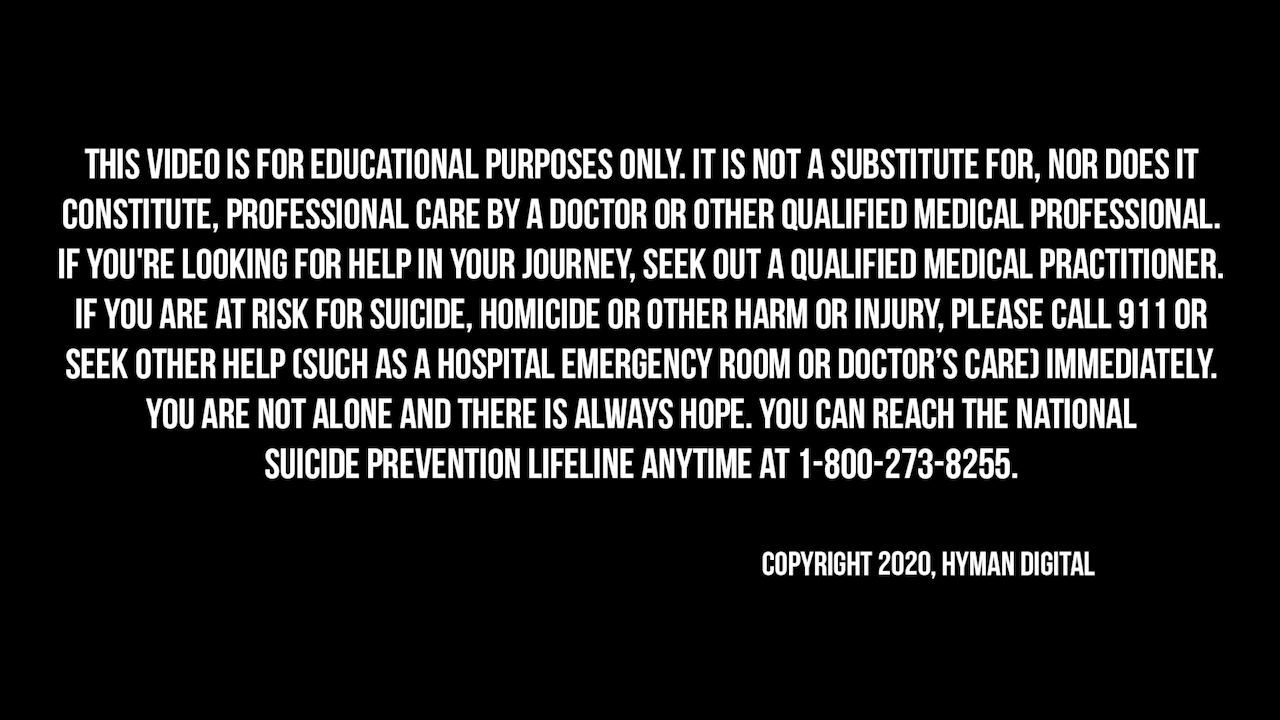 THIS VIDEO IS FOR EDUCATIONAL PURPOSES ONLY. IT IS NOT A SUBSTITUTE FOR, NOR DOES IT
CONSTITUTE, PROFESSIONAL CARE BY A DOCTOR OR OTHER QUALIFIED MEDICAL PROFESSIONAL.
IF YOU'RE LOOKING FOR HELP IN YOUR JOURNEY, SEEK OUT A QUALIFIED MEDICAL PRACTITIONER.
IF YOU ARE AT RISK FOR SUICIDE, HOMICIDE OR OTHER HARM OR INJURY, PLEASE CALL 911 OR
SEEK OTHER HELP (SUCH AS A HOSPITAL EMERGENCY ROOM OR DOCTOR’S CARE) IMMEDIATELY.
YOU ARE NOT ALONE AND THERE IS ALWAYS HOPE. YOU CAN REACH THE NATIONAL
SUICIDE PREVENTION LIFELINE ANYTIME AT 1-800-273-8255.
COPYRIGHT 2020, HYMAN DIGITAL